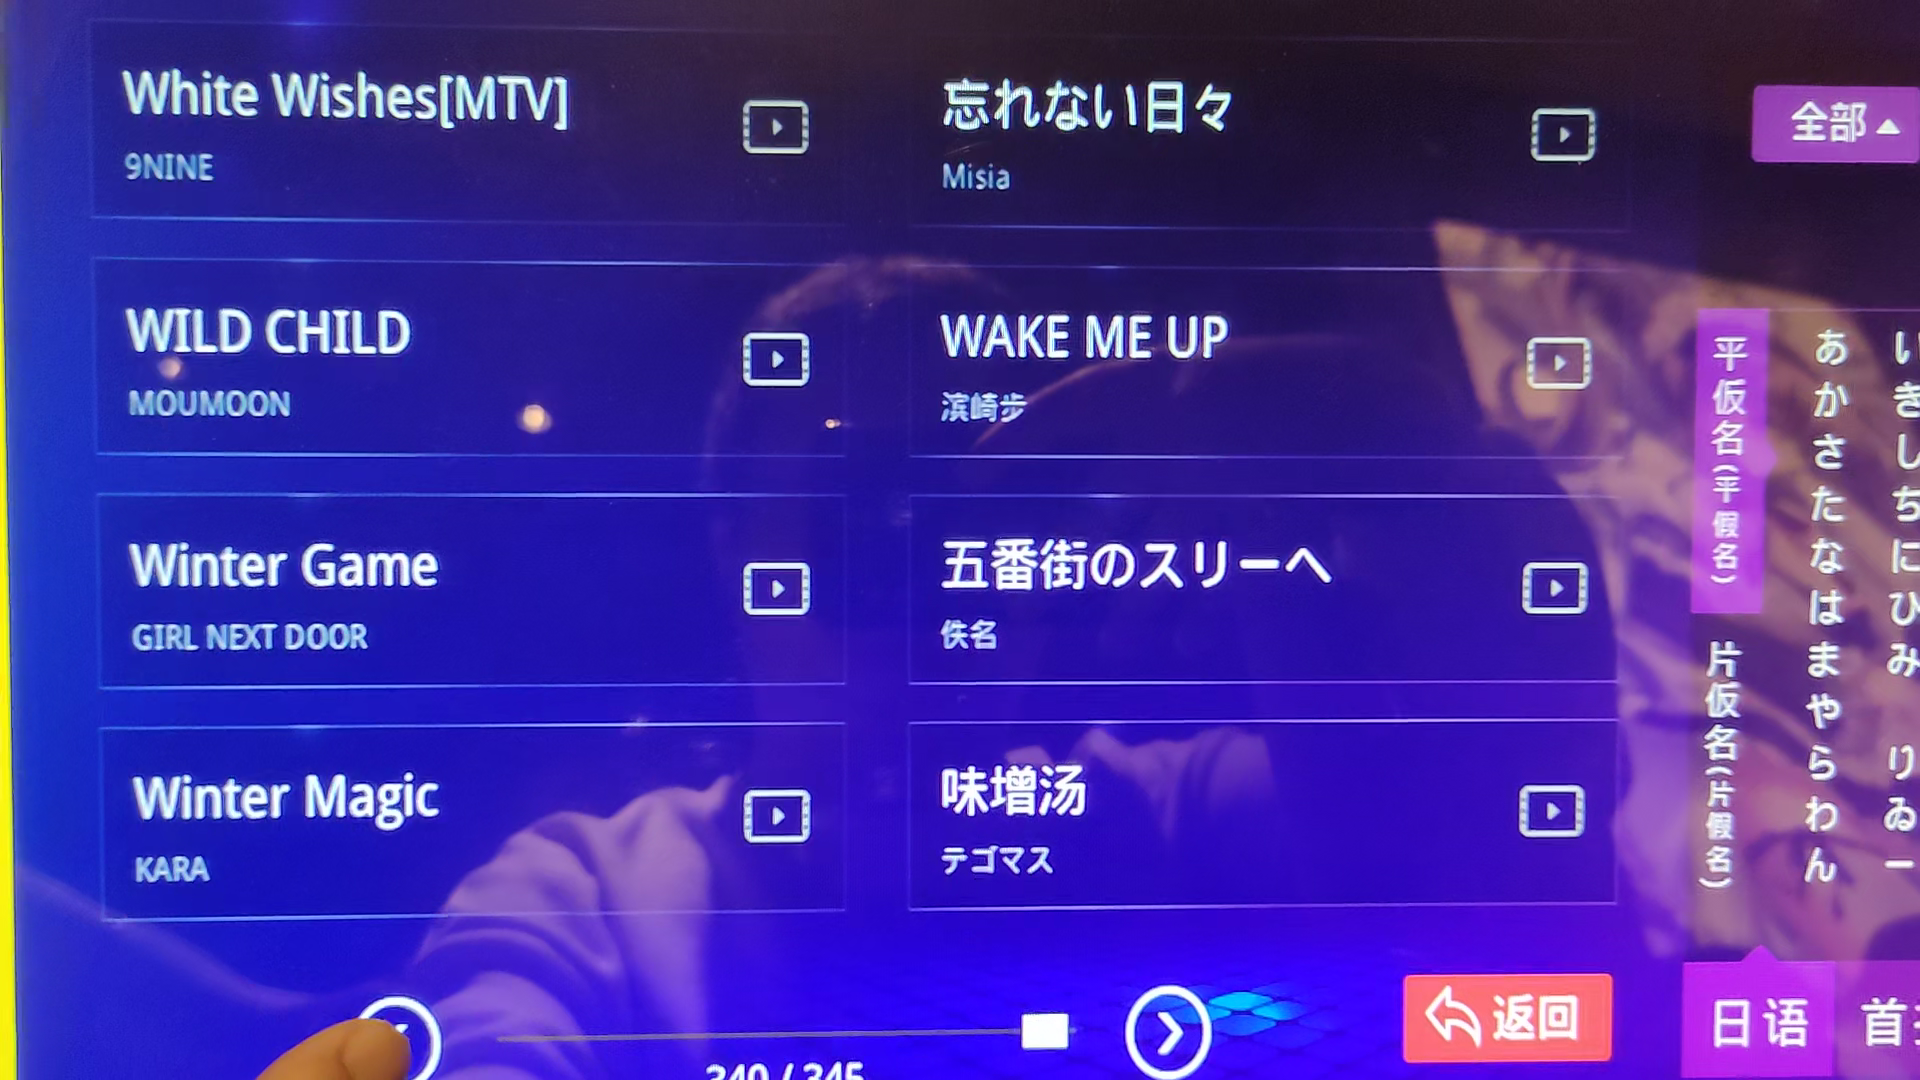 White Wishes[MTV]
9NINE
忘れない日々
Misia
WILD CHILD
MOUMOON
WAKE ME UP
滨崎步
Winter Game
GIRL NEXT DOOR
五番街のスリーへ
佚名
Winter Magic
KARA
味增汤
テゴマス
全部
平仮名(平假名)
片仮名(片假名)
あかさたなはまやらわん
いきしちにひみ りゐー
340 / 345
返回
日语
首